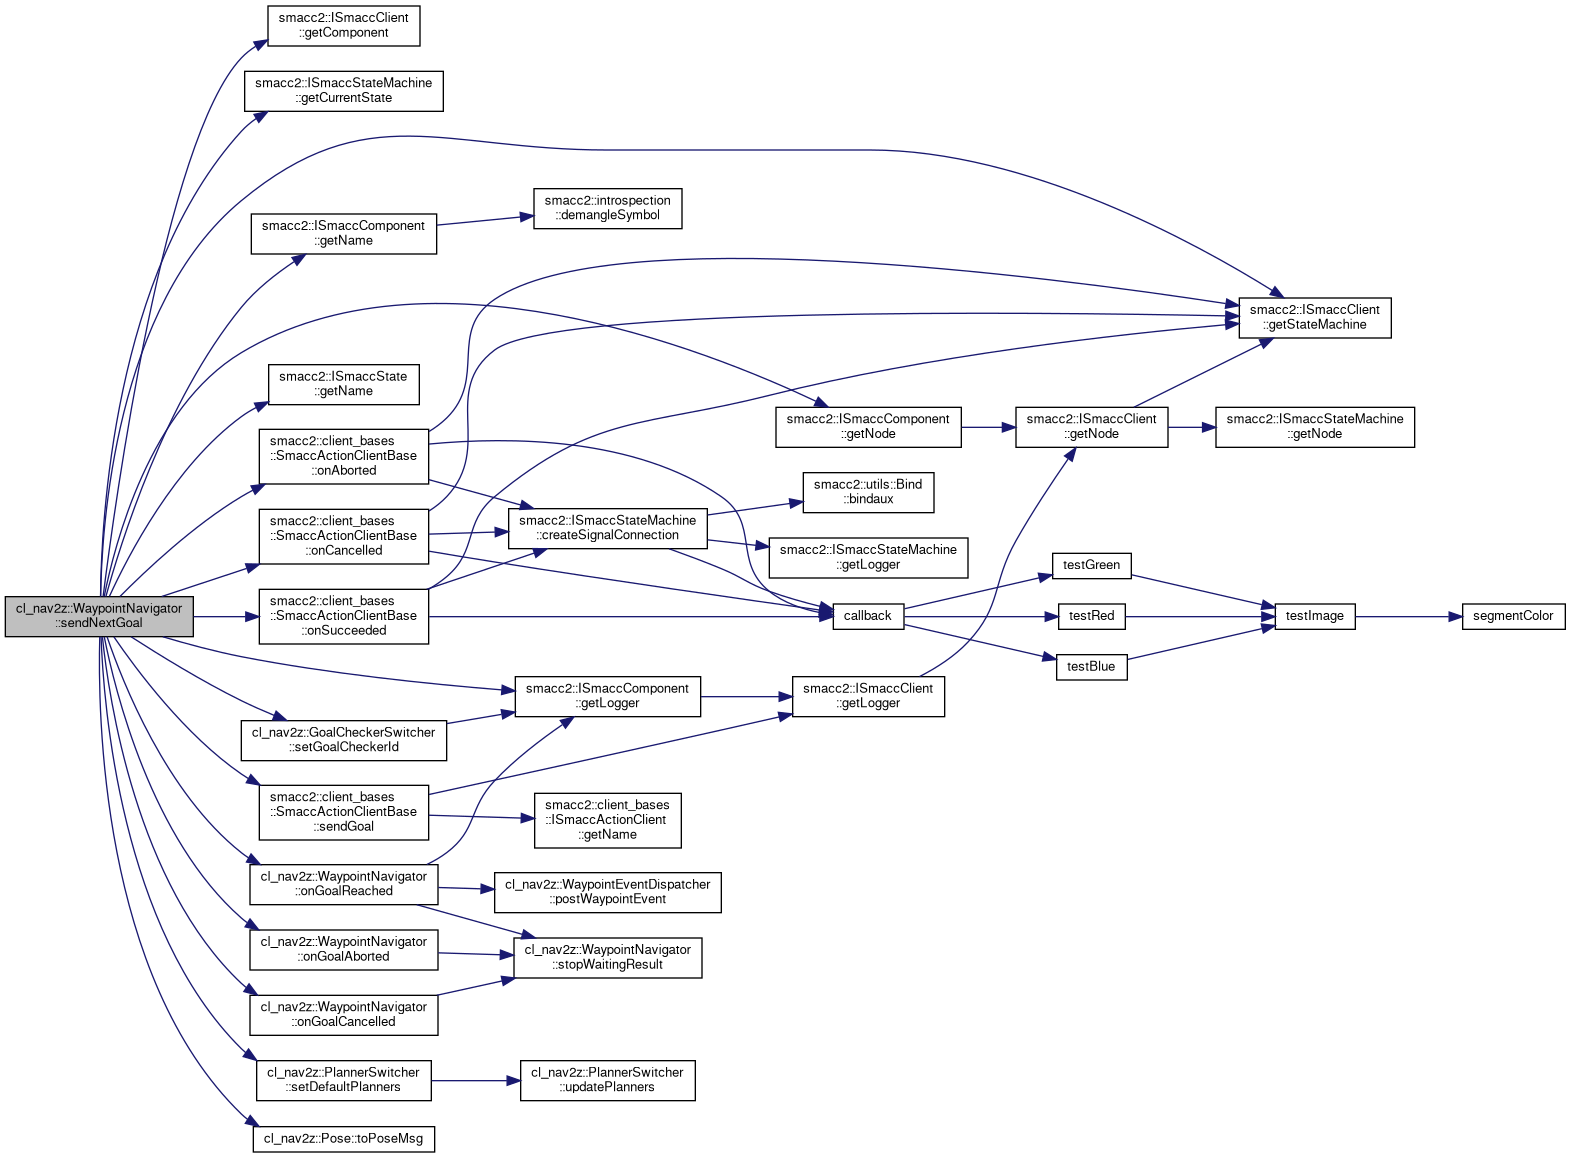 smacc2::ISmaccClient
::getComponent
smacc2::ISmaccStateMachine
::getCurrentState
smacc2::introspection
::demangleSymbol
smacc2::ISmaccComponent
::getName
smacc2::ISmaccClient
::getStateMachine
smacc2::ISmaccState
::getName
smacc2::ISmaccComponent
::getNode
smacc2::ISmaccClient
::getNode
smacc2::ISmaccStateMachine
::getNode
smacc2::client_bases
::SmaccActionClientBase
::onAborted
smacc2::utils::Bind
::bindaux
smacc2::client_bases
::SmaccActionClientBase
::onCancelled
smacc2::ISmaccStateMachine
::createSignalConnection
smacc2::ISmaccStateMachine
::getLogger
testGreen
cl_nav2z::WaypointNavigator
::sendNextGoal
smacc2::client_bases
::SmaccActionClientBase
::onSucceeded
callback
testRed
testImage
segmentColor
testBlue
smacc2::ISmaccComponent
::getLogger
smacc2::ISmaccClient
::getLogger
cl_nav2z::GoalCheckerSwitcher
::setGoalCheckerId
smacc2::client_bases
::SmaccActionClientBase
::sendGoal
smacc2::client_bases
::ISmaccActionClient
::getName
cl_nav2z::WaypointNavigator
::onGoalReached
cl_nav2z::WaypointEventDispatcher
::postWaypointEvent
cl_nav2z::WaypointNavigator
::onGoalAborted
cl_nav2z::WaypointNavigator
::stopWaitingResult
cl_nav2z::WaypointNavigator
::onGoalCancelled
cl_nav2z::PlannerSwitcher
::setDefaultPlanners
cl_nav2z::PlannerSwitcher
::updatePlanners
cl_nav2z::Pose::toPoseMsg